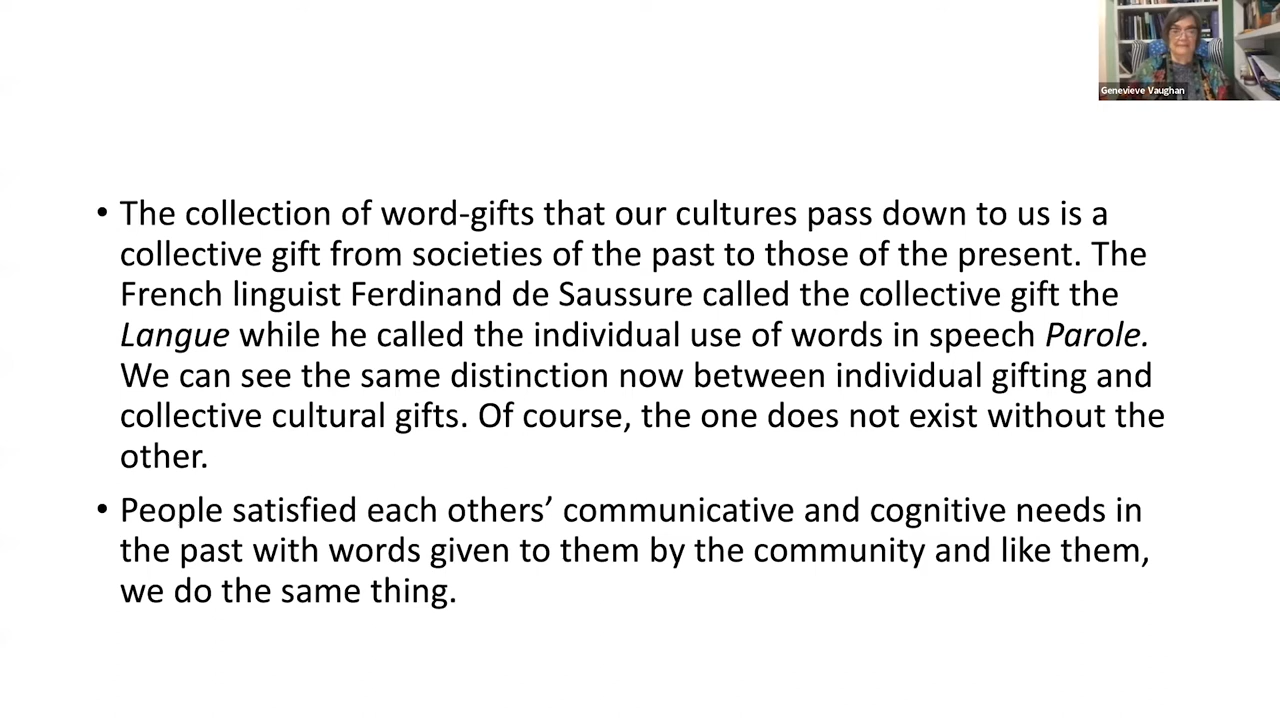 Genevieve Vaughan
• The collection of word-gifts that our cultures pass down to us is a
collective gift from societies of the past to those of the present. The
French linguist Ferdinand de Saussure called the collective gift the
Langue while he called the individual use of words in speech Parole.
We can see the same distinction now between individual gifting and
collective cultural gifts. Of course, the one does not exist without the
other.
• People satisfied each others’ communicative and cognitive needs in
the past with words given to them by the community and like them,
we do the same thing.